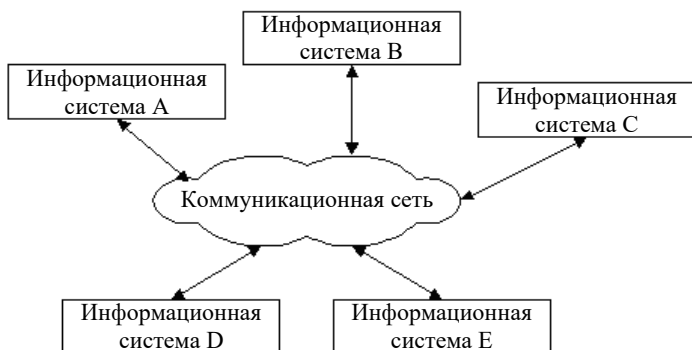 Информационная
система B
Информационная
система A
Информационная
система C
Коммуникационная сеть
Информационная
система D
Информационная
система E